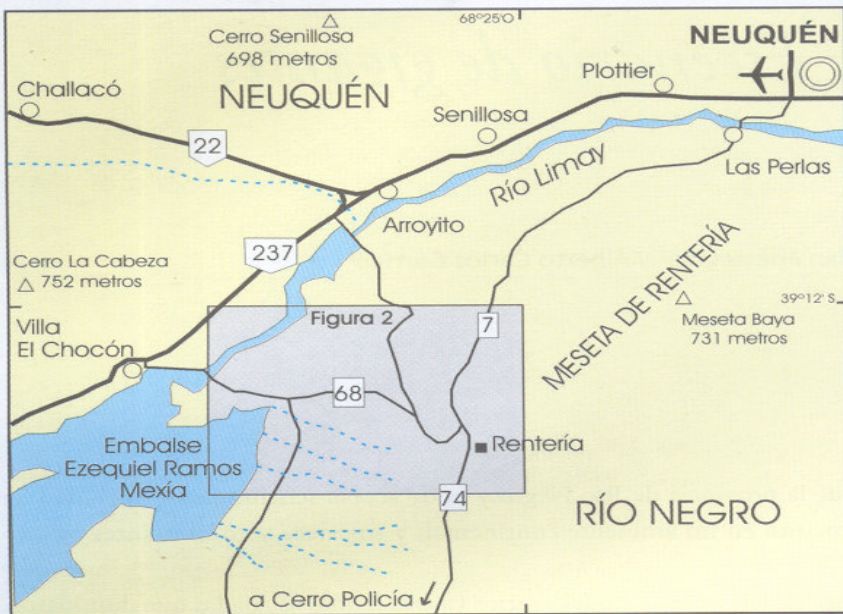 68°25'O
Cerro Senillosa
698 metros
NEUQUÉN
Plottier
Challacó
NEUQUÉN
Senillosa
22
Río Limay
Las Perlas
Arroyito
237
Cerro La Cabeza
752 metros
MESETA DE RENTERÍA
39°12' S
Figura 2
7
Meseta Baya
731 metros
Villa
El Chocón
68
Rentería
Embalse
Ezequiel Ramos
Mexía
74
RÍO NEGRO
a Cerro Policía